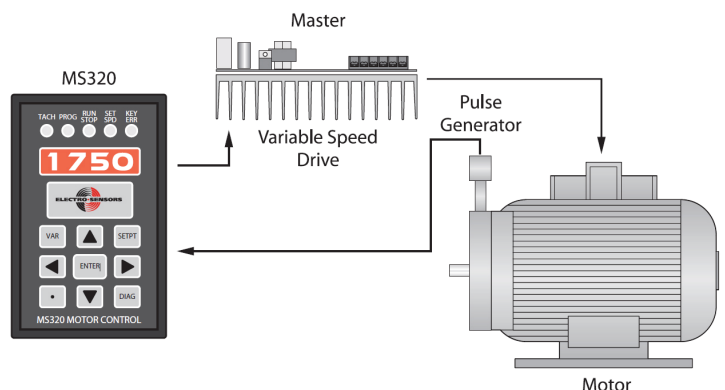 Master
MS320
Variable Speed
Drive
Pulse
Generator
TACH PROG RUN STOP SET SPD KEY ERR
1750
ELECTRO-SENSORS
VAR
SETPT
ENTER
DIAG
MS320 MOTOR CONTROL
Motor